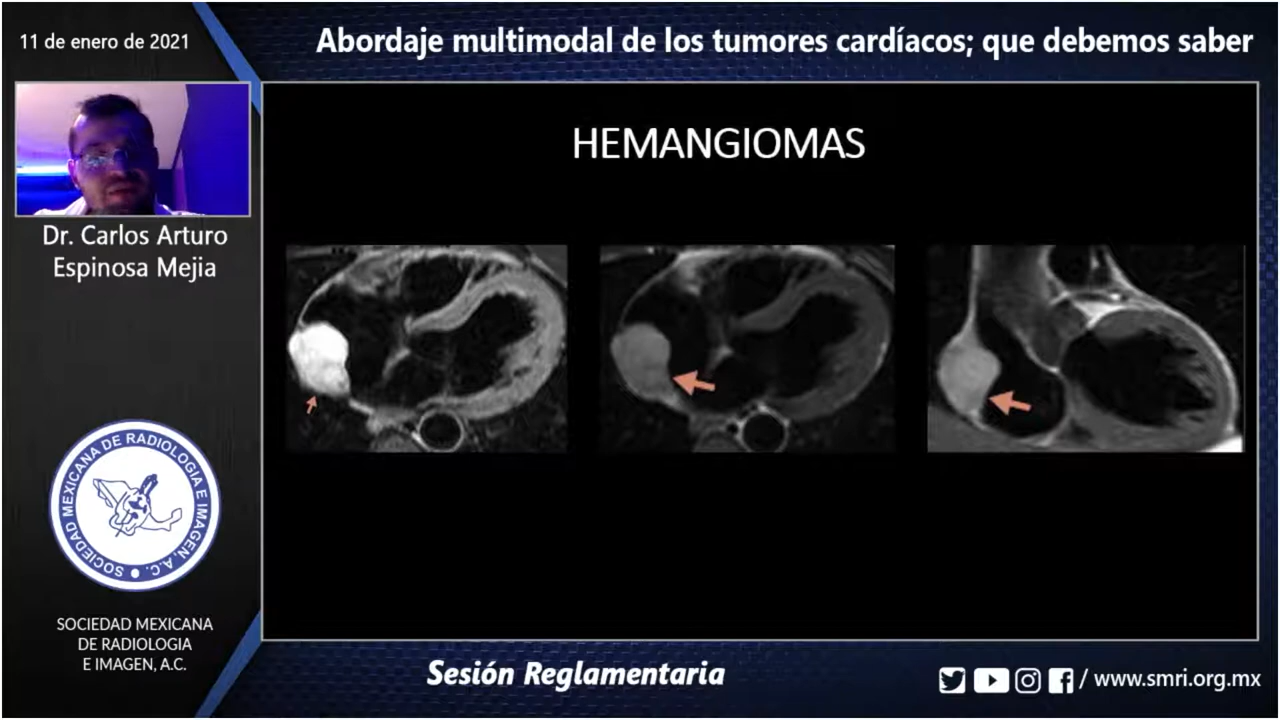 11 de enero de 2021
Abordaje multimodal de los tumores cardíacos; que debemos saber
Dr. Carlos Arturo
Espinosa Mejia
HEMANGIOMAS
SOCIEDAD MEXICANA DE RADIOLOGIA E IMAGEN, A.C.
SOCIEDAD MEXICANA
DE RADIOLOGIA
E IMAGEN, A.C.
Sesión Reglamentaria
/ www.smri.org.mx